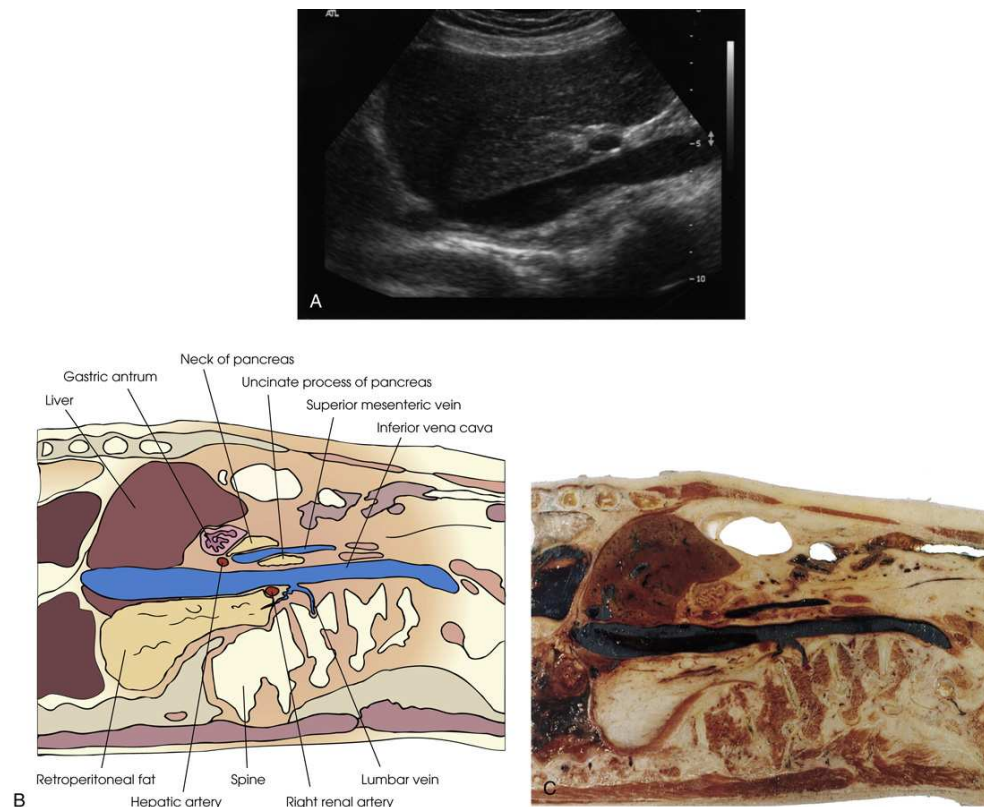 ATL
5
10
A
Neck of pancreas
Gastric antrum
Uncinate process of pancreas
Liver
Superior mesenteric vein
Inferior vena cava
Retroperitoneal fat
Spine
Lumbar vein
Hepatic artery
Right renal artery
B
C